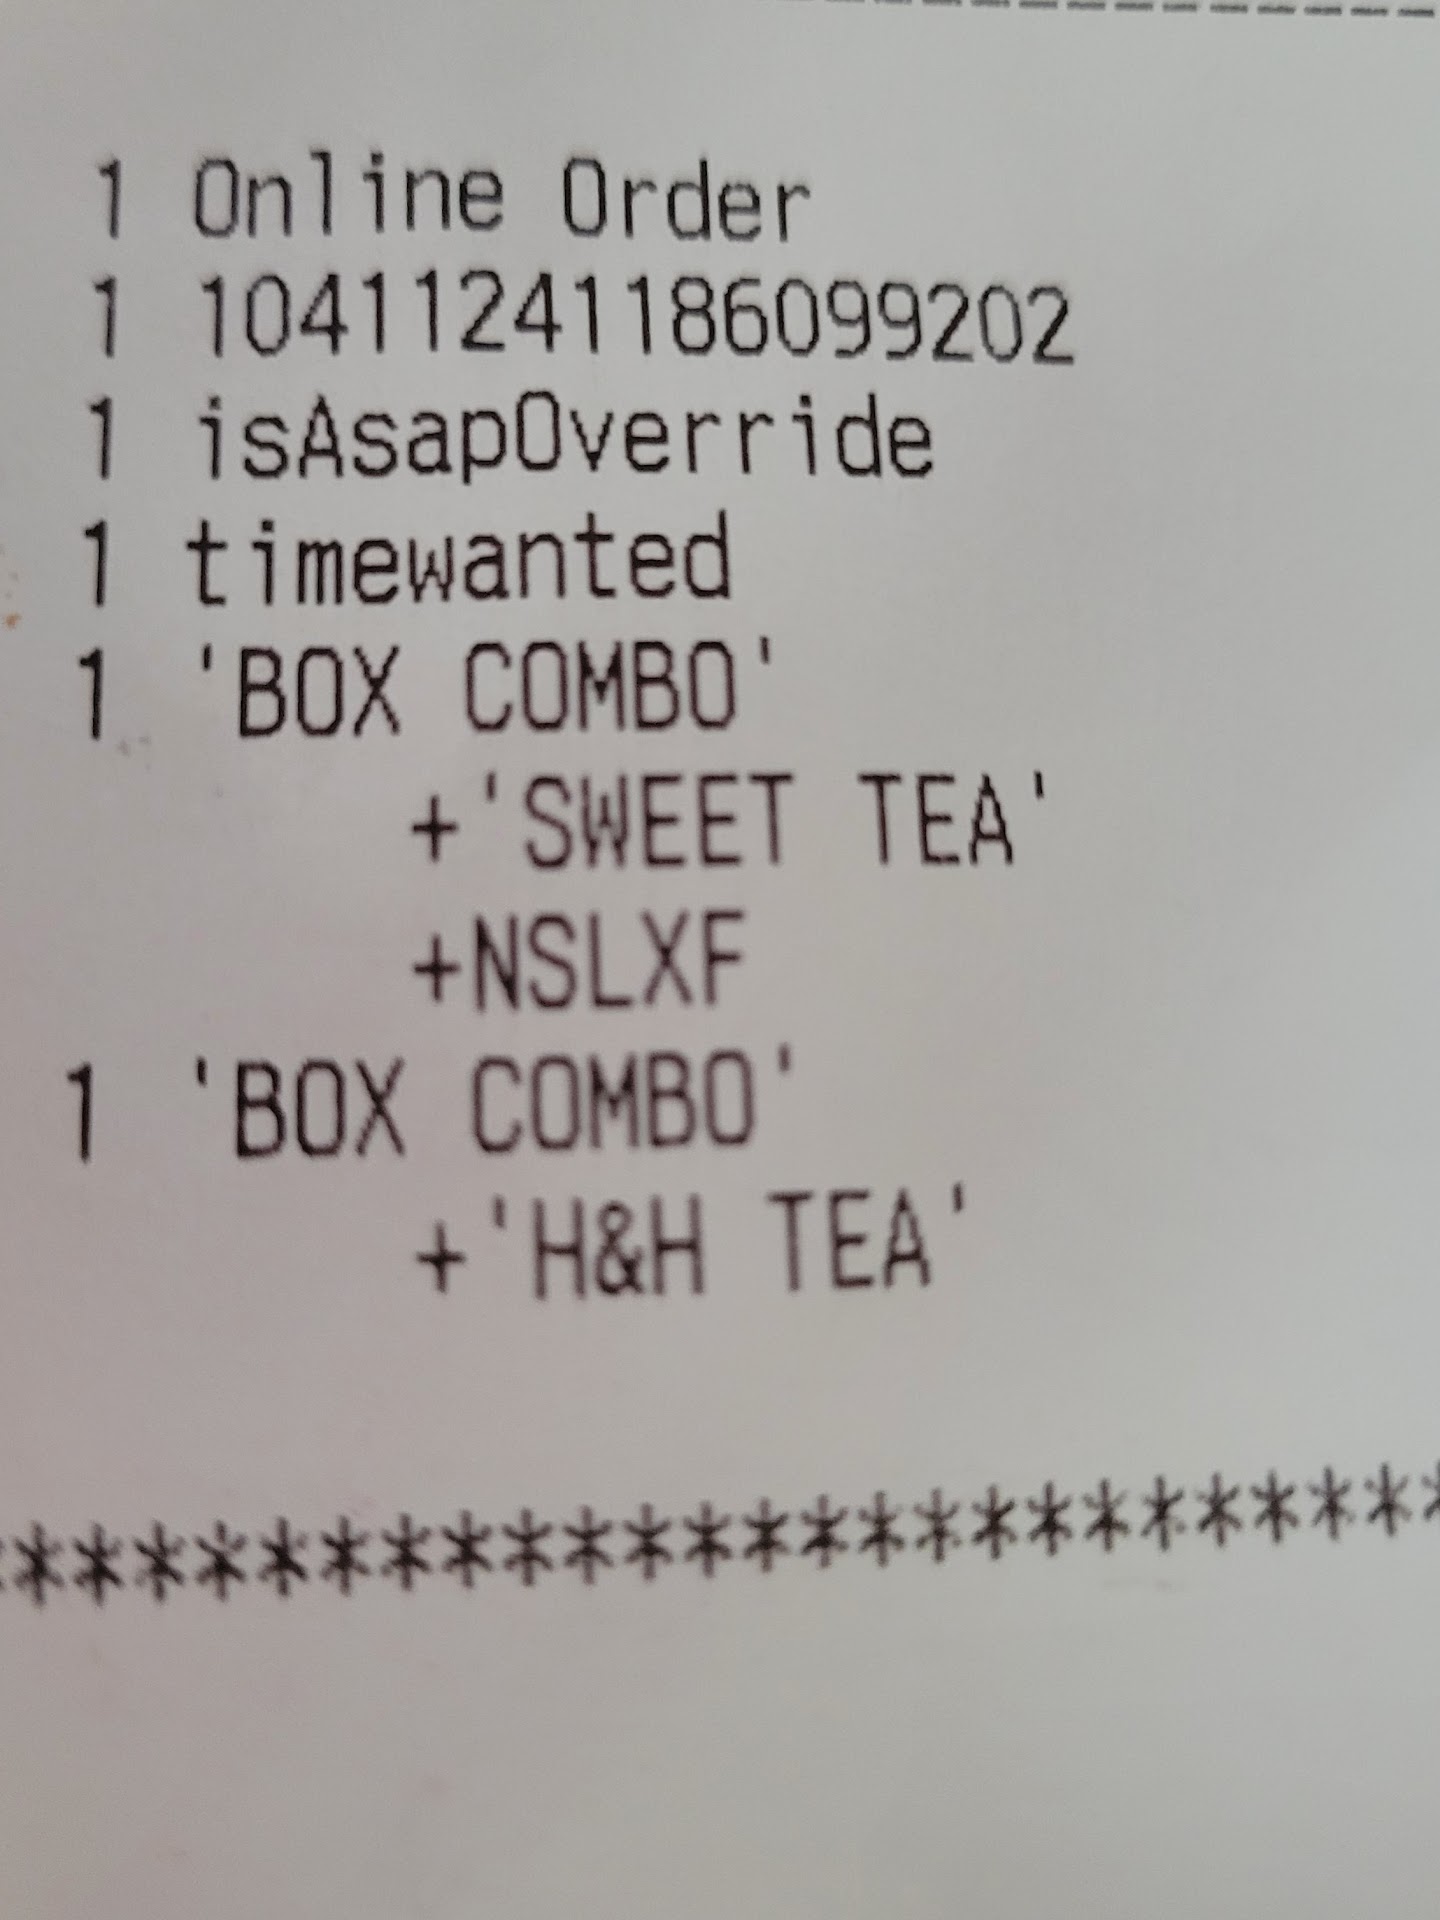 1 Online Order
1 10411241186099202
1 isAsapOverride
1 timewanted
1 'BOX COMBO'
+'SWEET TEA'
+NSLXF
1 'BOX COMBO'
+'H&H TEA'
*************************